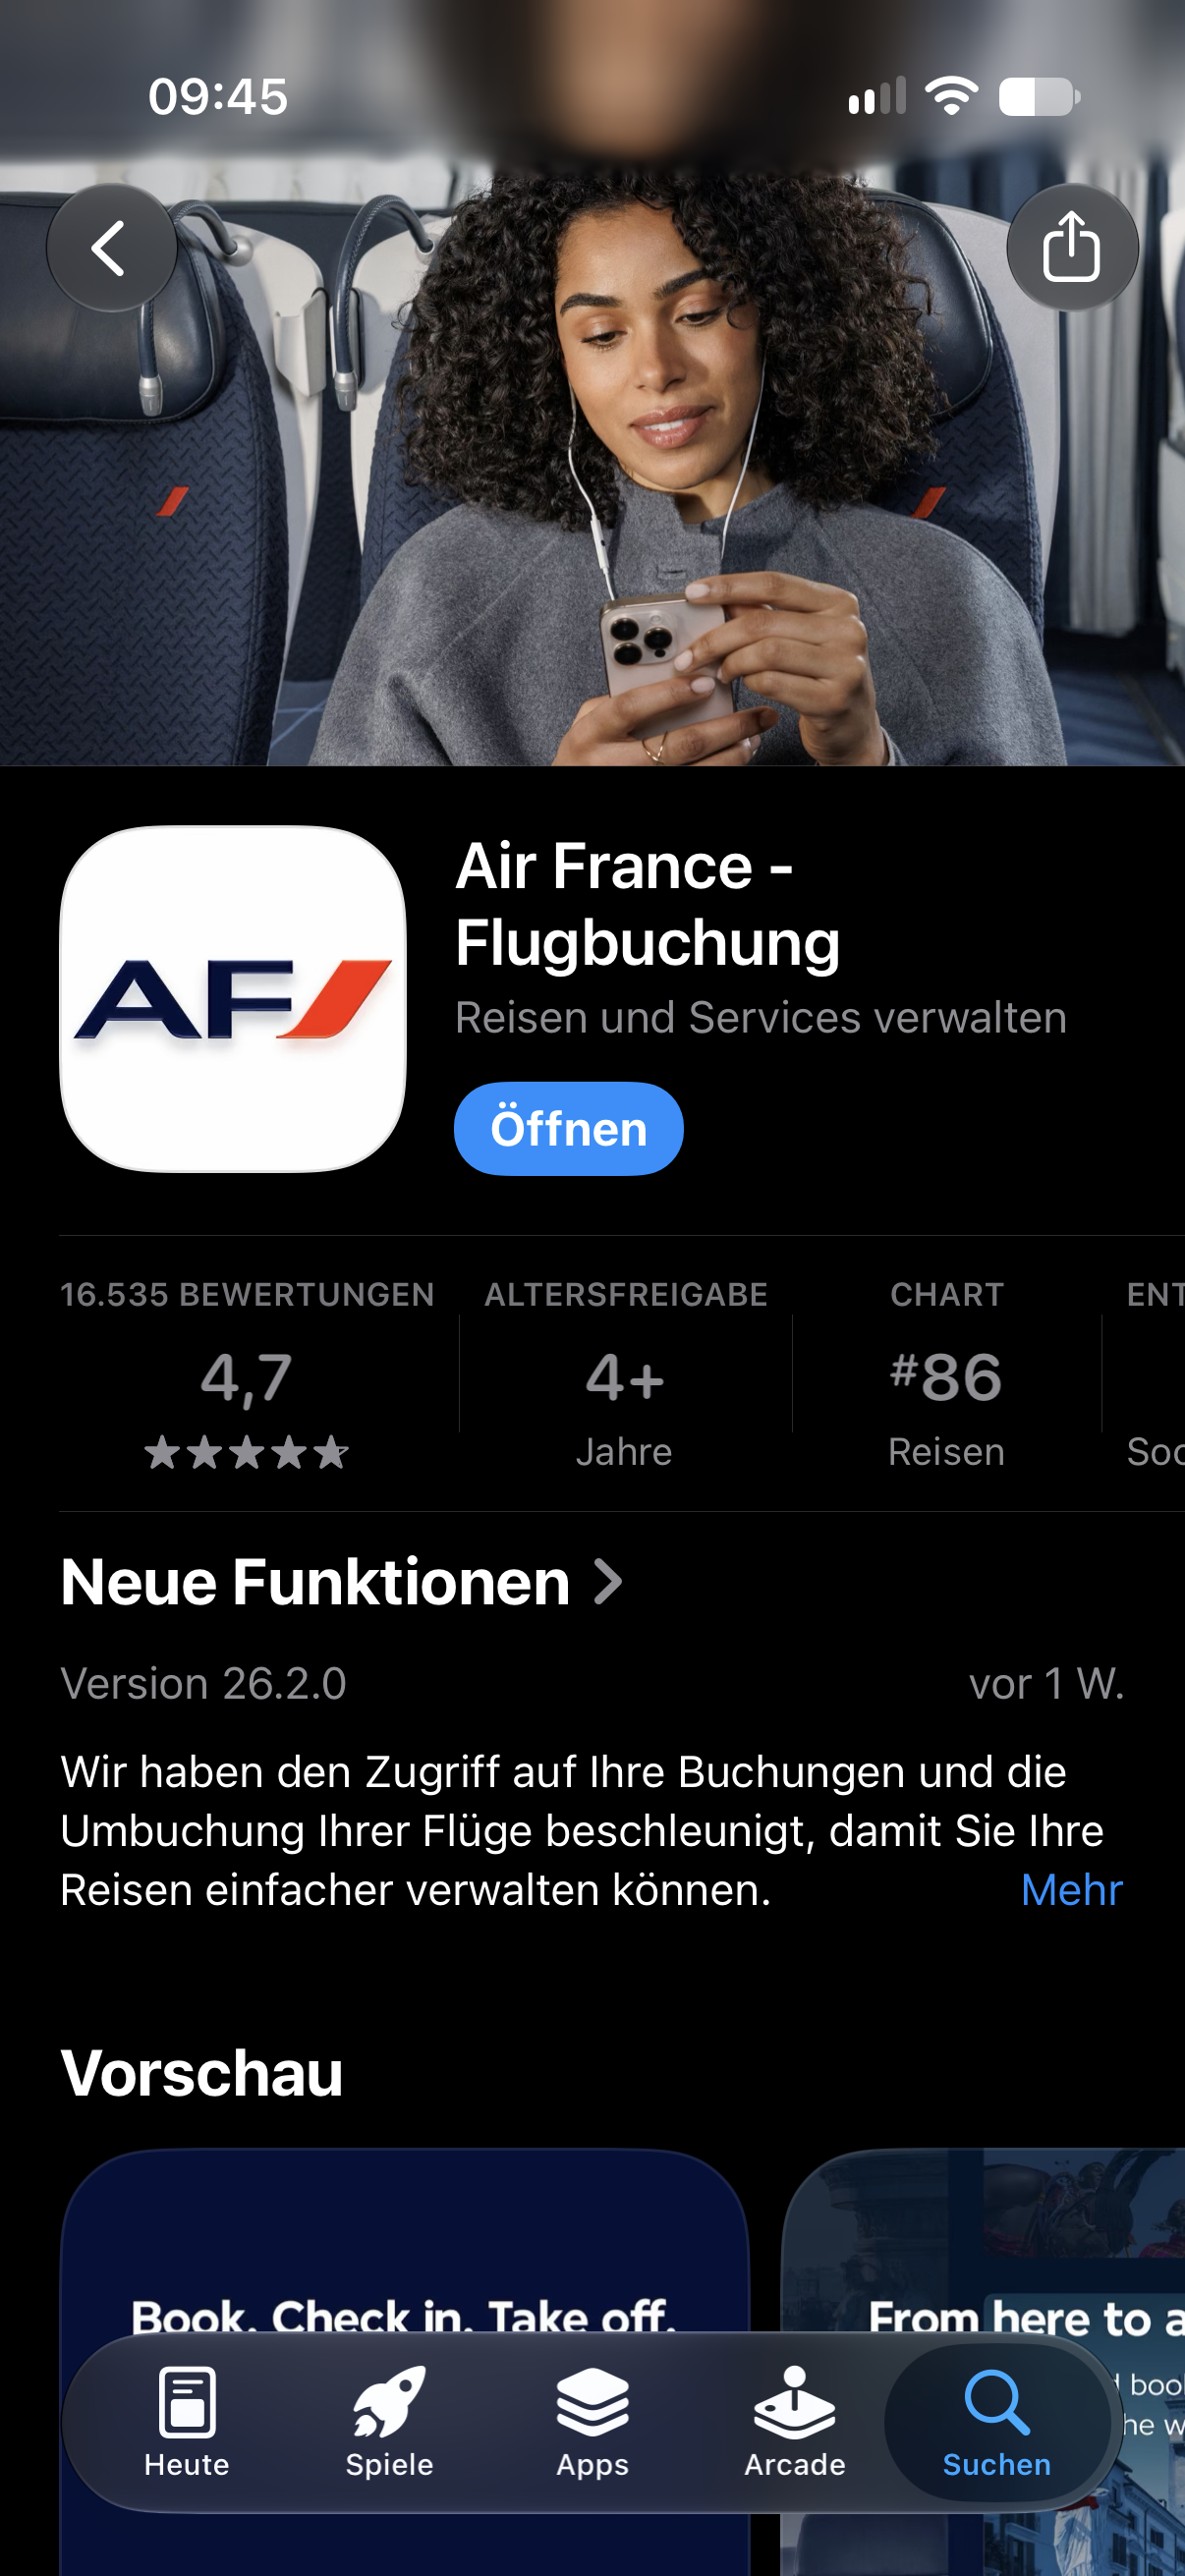 09:45
AF
Air France -
Flugbuchung
Reisen und Services verwalten
Öffnen
16.535 BEWERTUNGEN
4,7
ALTERSFREIGABE
4+
Jahre
CHART
#86
Reisen
Neue Funktionen
Version 26.2.0
vor 1 W.
Wir haben den Zugriff auf Ihre Buchungen und die
Umbuchung Ihrer Flüge beschleunigt, damit Sie Ihre
Reisen einfacher verwalten können.
Mehr
Vorschau
Book. Check in. Take off.
From here to
Heute
Spiele
Apps
Arcade
Suchen